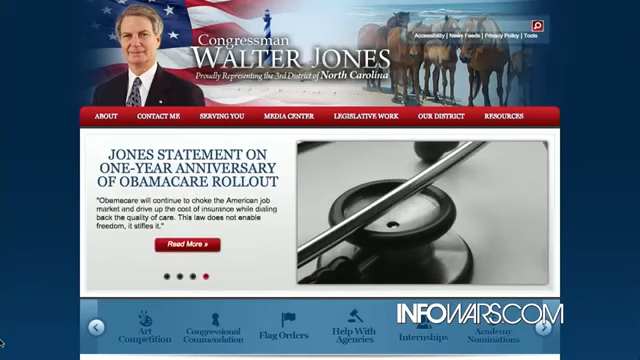 Congressman
WALTER JONES
Proudly Representing the 3rd District of North Carolina
Accessibility | News Feeds | Privacy Policy | Tools
ABOUT CONTACT ME SERVING YOU MEDIA CENTER LEGISLATIVE WORK OUR DISTRICT RESOURCES
JONES STATEMENT ON
ONE-YEAR ANNIVERSARY
OF OBAMACARE ROLLOUT
"Obamacare will continue to choke the American job
market and drive up the cost of insurance while dialing
back the quality of care. This law does not enable
freedom, it stifles it."
Read More »
INFOWARS.COM
Art
Competition
Congressional
Commendation
Flag Orders
Help With
Agencies
Internships
Academy
Nominations